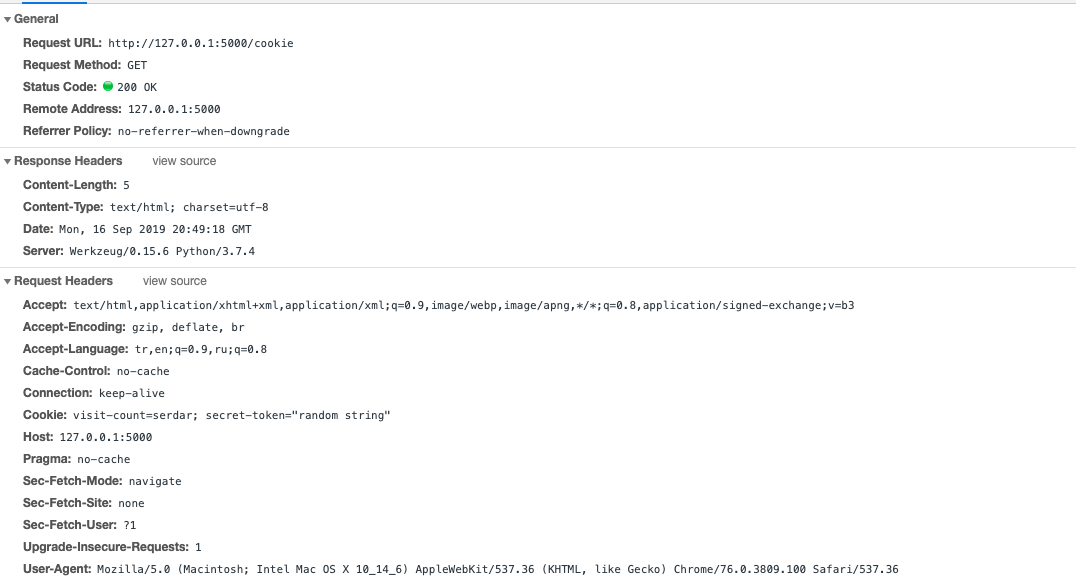 General
Request URL: http://127.0.0.1:5000/cookie
Request Method: GET
Status Code: 200 OK
Remote Address: 127.0.0.1:5000
Referrer Policy: no-referrer-when-downgrade
Response Headers view source
Content-Length: 5
Content-Type: text/html; charset=utf-8
Date: Mon, 16 Sep 2019 20:49:18 GMT
Server: Werkzeug/0.15.6 Python/3.7.4
Request Headers view source
Accept: text/html,application/xhtml+xml,application/xml;q=0.9,image/webp,image/apng,*/*;q=0.8,application/signed-exchange;v=b3
Accept-Encoding: gzip, deflate, br
Accept-Language: tr,en;q=0.9,ru;q=0.8
Cache-Control: no-cache
Connection: keep-alive
Cookie: visit-count=serdar; secret-token="random string"
Host: 127.0.0.1:5000
Pragma: no-cache
Sec-Fetch-Mode: navigate
Sec-Fetch-Site: none
Sec-Fetch-User: ?1
Upgrade-Insecure-Requests: 1
User-Agent: Mozilla/5.0 (Macintosh; Intel Mac OS X 10_14_6) AppleWebKit/537.36 (KHTML, like Gecko) Chrome/76.0.3809.100 Safari/537.36